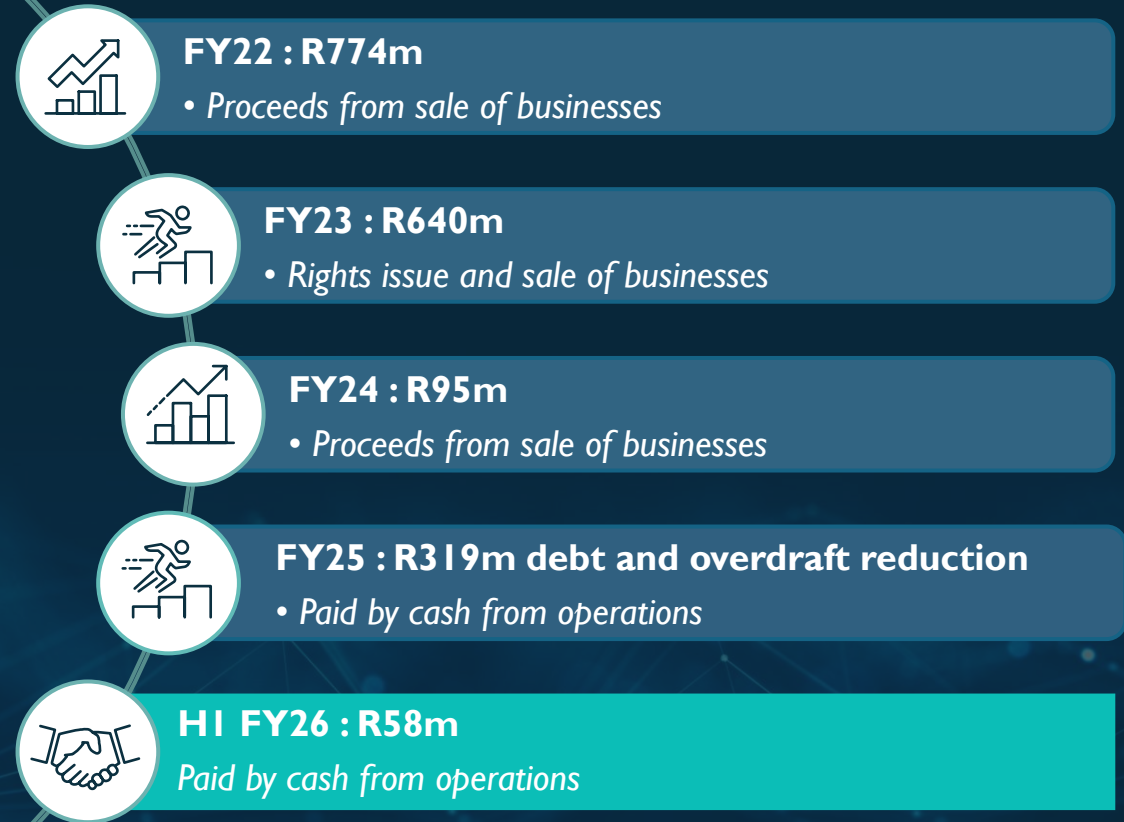 FY22 : R774m
• Proceeds from sale of businesses
FY23 : R640m
• Rights issue and sale of businesses
FY24 : R95m
• Proceeds from sale of businesses
FY25 : R319m debt and overdraft reduction
• Paid by cash from operations
H1 FY26 : R58m
Paid by cash from operations